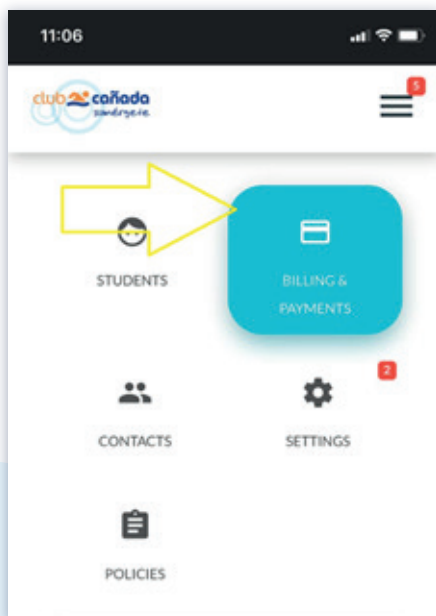 11:06
club cañada
5
STUDENTS
BILLING &
PAYMENTS
2
CONTACTS
SETTINGS
POLICIES